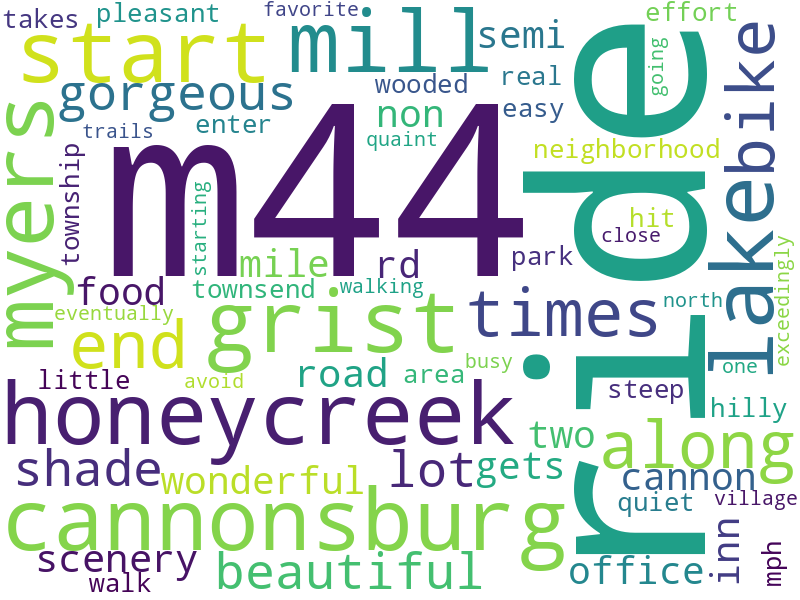 takes
pleasant
favorite
effort
start
mill
semi
going
myers
gorgeous
wooded
real
ride
lake
bike
trails
enter
non
easy
quaint
neighborhood
m44
township
starting
hit
close
park
mile
rd
food
townsend
walking
north
exceedingly
eventually
end
grist
times
little
avoid
road
area
busy
steep
one
honeycreek
two
along
hilly
shade
wonderful
lot
gets
cannon
cannonsburg
quiet
village
scenery
walk
beautiful
office
inn
mph